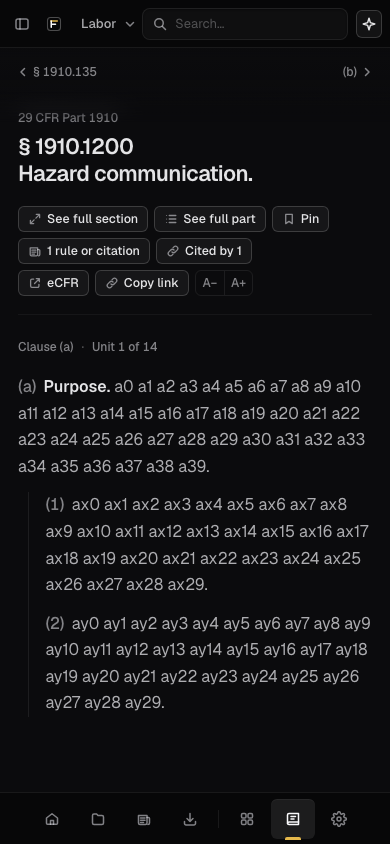 F Labor Search...
§ 1910.135 (b)
29 CFR Part 1910
§ 1910.1200
Hazard communication.
See full section See full part Pin
1 rule or citation Cited by 1
eCFR Copy link A− A+
Clause (a) · Unit 1 of 14
(a) Purpose. a0 a1 a2 a3 a4 a5 a6 a7 a8 a9 a10
a11 a12 a13 a14 a15 a16 a17 a18 a19 a20 a21 a22
a23 a24 a25 a26 a27 a28 a29 a30 a31 a32 a33
a34 a35 a36 a37 a38 a39.
(1) ax0 ax1 ax2 ax3 ax4 ax5 ax6 ax7 ax8
ax9 ax10 ax11 ax12 ax13 ax14 ax15 ax16 ax17
ax18 ax19 ax20 ax21 ax22 ax23 ax24 ax25
ax26 ax27 ax28 ax29.
(2) ay0 ay1 ay2 ay3 ay4 ay5 ay6 ay7 ay8 ay9
ay10 ay11 ay12 ay13 ay14 ay15 ay16 ay17 ay18
ay19 ay20 ay21 ay22 ay23 ay24 ay25 ay26
ay27 ay28 ay29.